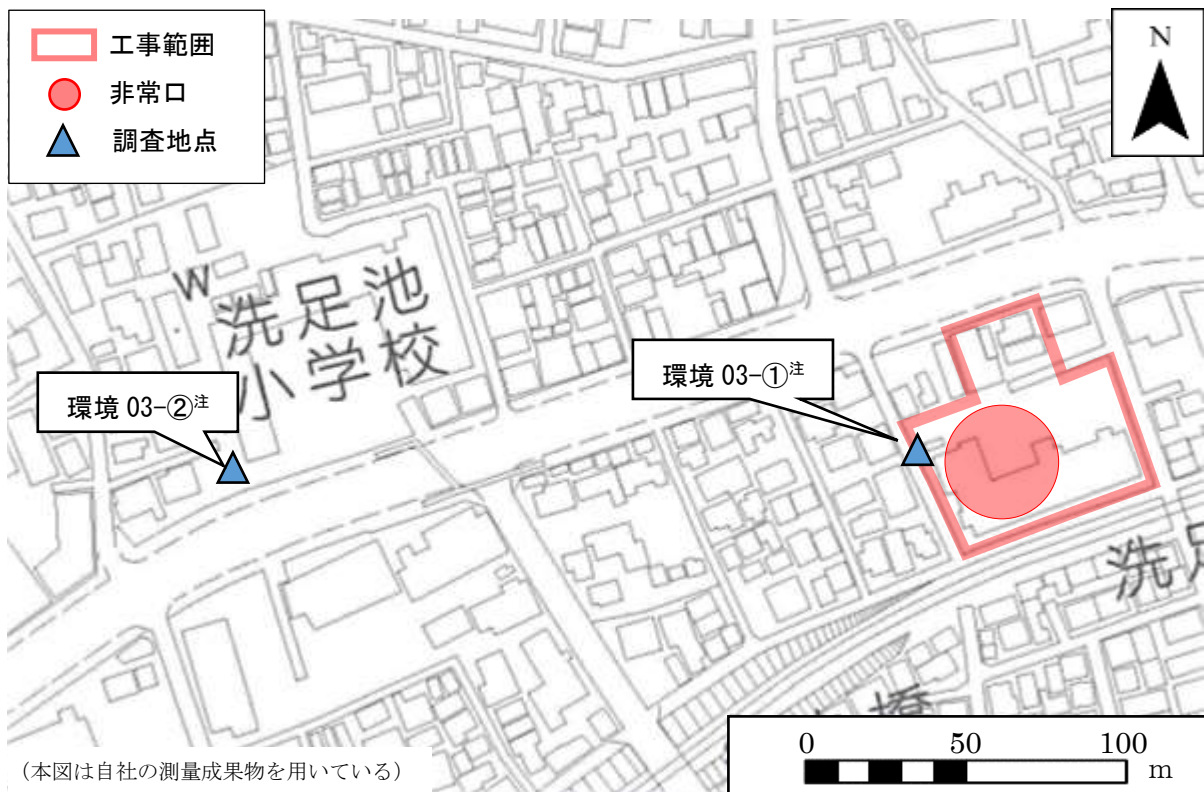 工事範囲
非常口
調査地点
N
W
洗足池
小学校
環境 03-②注
環境 03-①注
洗足
（本図は自社の測量成果物を用いている）
0 50 100
m